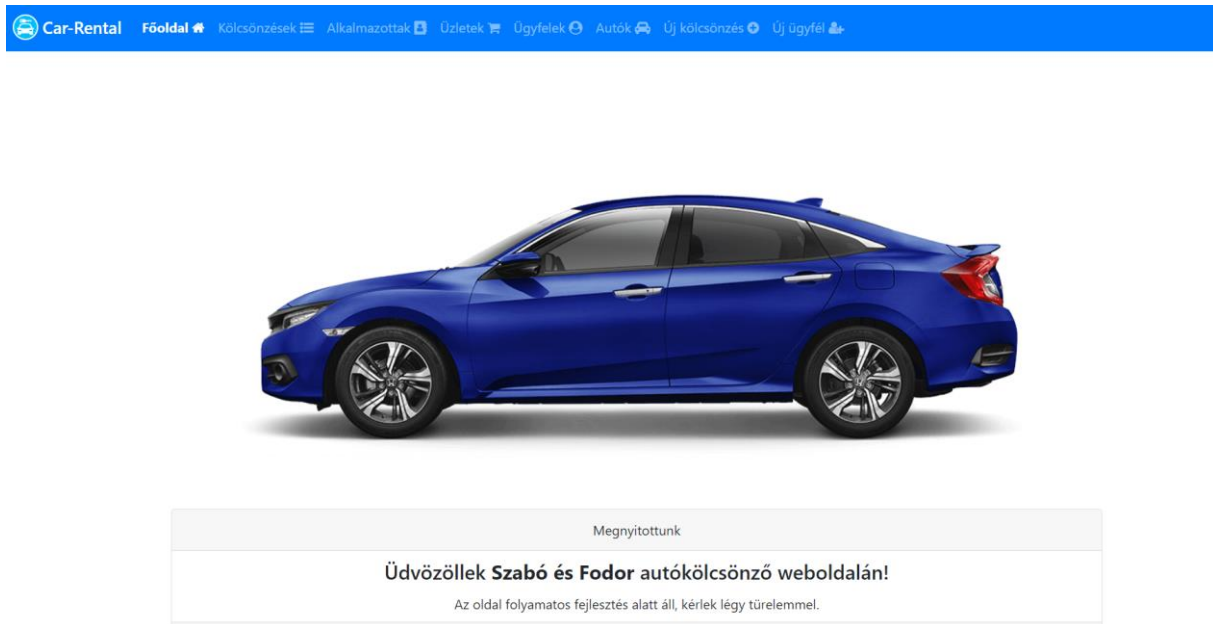 Car-Rental Főoldal Kölcsönzések Alkalmazottak Üzletek Ügyfelek Autók Új kölcsönzés Új ügyfél
Megnyitottunk
Üdvözöllek Szabó és Fodor autókölcsönző weboldalán!
Az oldal folyamatos fejlesztés alatt áll, kérlek légy türelemmel.